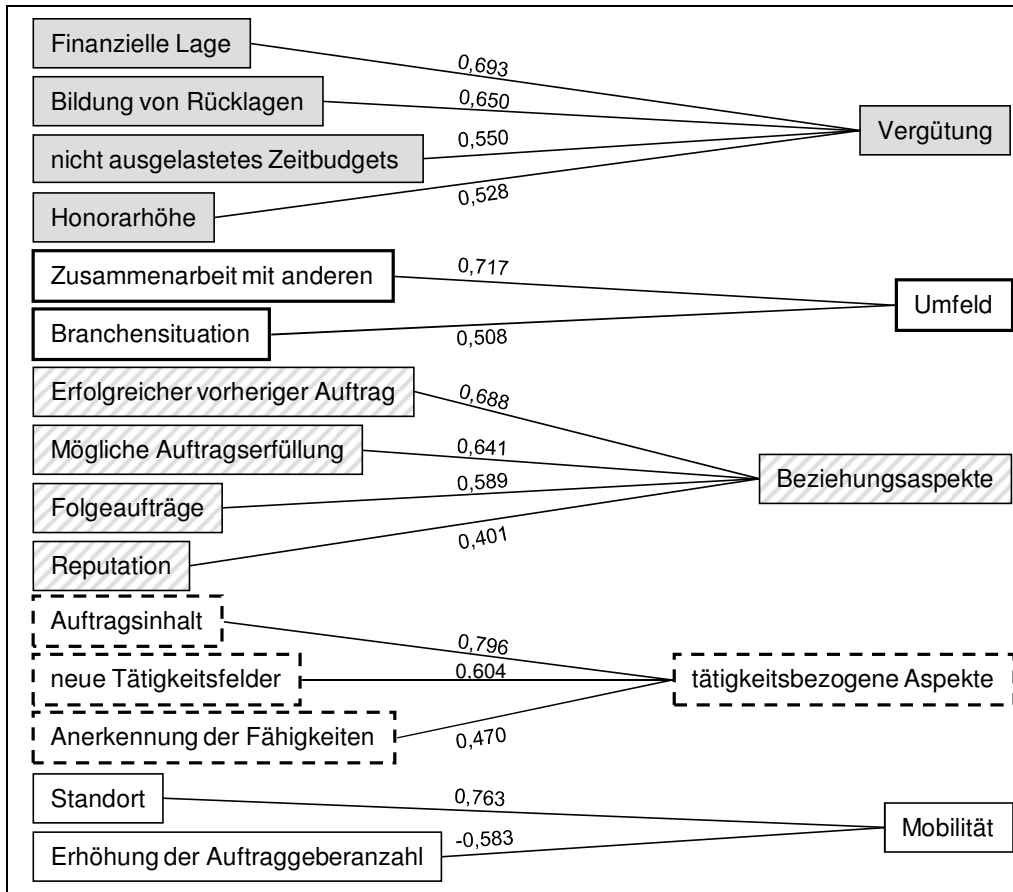 Finanzielle Lage
0,693
Bildung von Rücklagen
0,650
Vergütung
nicht ausgelastetes Zeitbudgets
0,550
Honorarhöhe
0,528
Zusammenarbeit mit anderen
0,717
Umfeld
Branchensituation
0,508
Erfolgreicher vorheriger Auftrag
0,688
Mögliche Auftragserfüllung
0,641
Beziehungsaspekte
Folgeaufträge
0,589
Reputation
0,401
Auftragsinhalt
0,796
neue Tätigkeitsfelder
0,604
tätigkeitsbezogene Aspekte
Anerkennung der Fähigkeiten
0,470
Standort
0,763
Mobilität
Erhöhung der Auftraggeberanzahl
-0,583